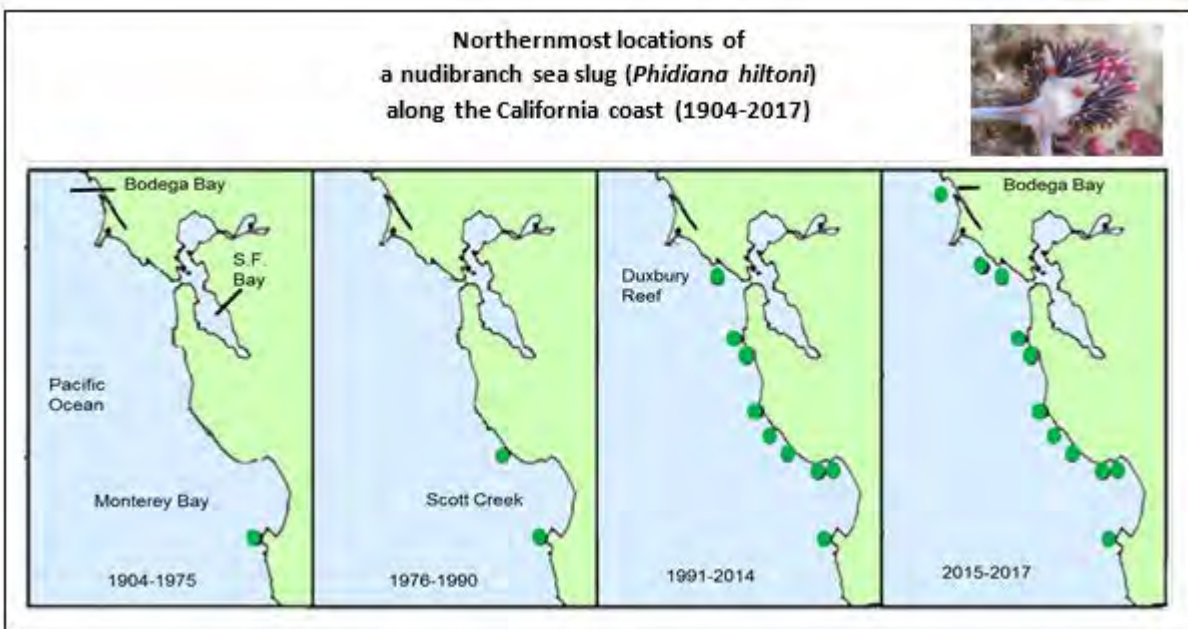 Northernmost locations of
a nudibranch sea slug (Phidiana hiltoni)
along the California coast (1904-2017)
Bodega Bay
S.F.
Bay
Pacific
Ocean
Monterey Bay
1904-1975
Scott Creek
1976-1990
Duxbury
Reef
1991-2014
Bodega Bay
2015-2017